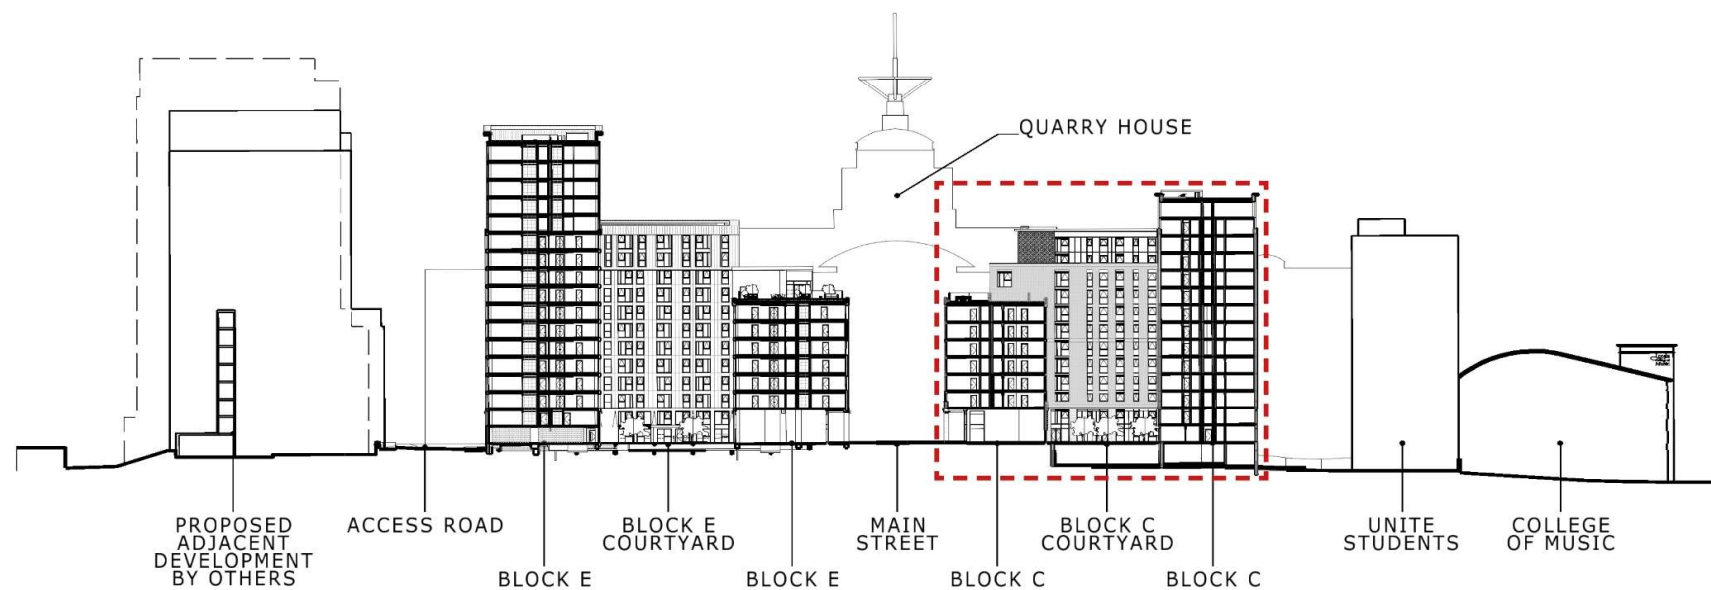 QUARRY HOUSE
PROPOSED
ADJACENT
DEVELOPMENT
BY OTHERS
ACCESS ROAD
BLOCK E
BLOCK E
COURTYARD
BLOCK E
MAIN
STREET
BLOCK C
BLOCK C
COURTYARD
BLOCK C
UNITE
STUDENTS
COLLEGE
OF MUSIC